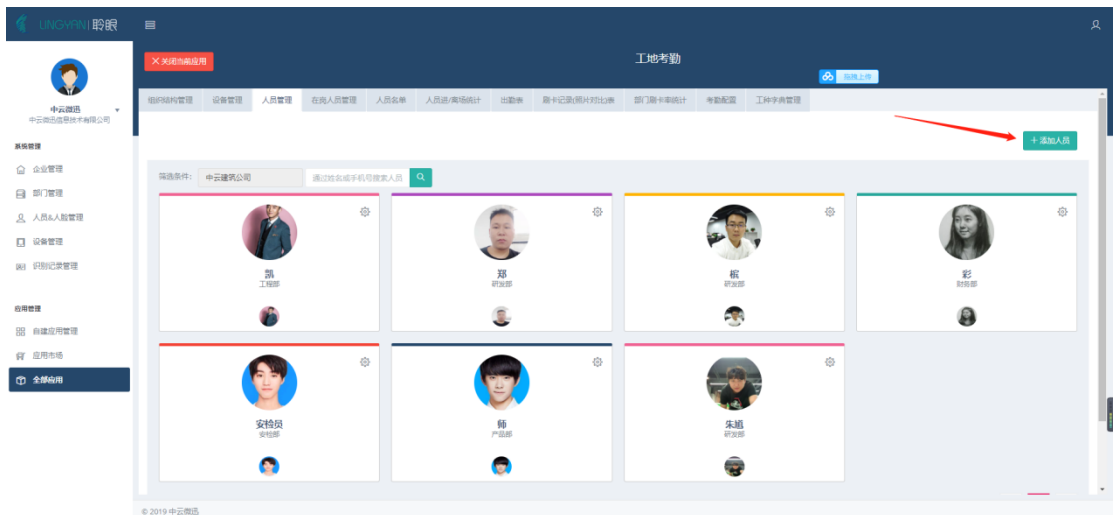 LINGYAN 聆眼
关闭当前应用
工地考勤
拖拽上传
组织结构管理 设备管理 人员管理 在岗人员管理 人员名单 人员进/离场统计 出勤表 刷卡记录(照片对比)表 部门刷卡率统计 考勤配置 工种字典管理
中云微迅
中云微迅信息技术有限公司
+ 添加人员
系统管理
企业管理
部门管理
人员&人脸管理
设备管理
识别记录管理
筛选条件: 中云建筑公司 通过姓名或手机号搜索人员
凯
工程部
郑
研发部
槟
研发部
彩
财务部
应用管理
自建应用管理
应用市场
全部应用
安检员
安检部
师
产品部
朱
研发部
© 2019 中云微迅